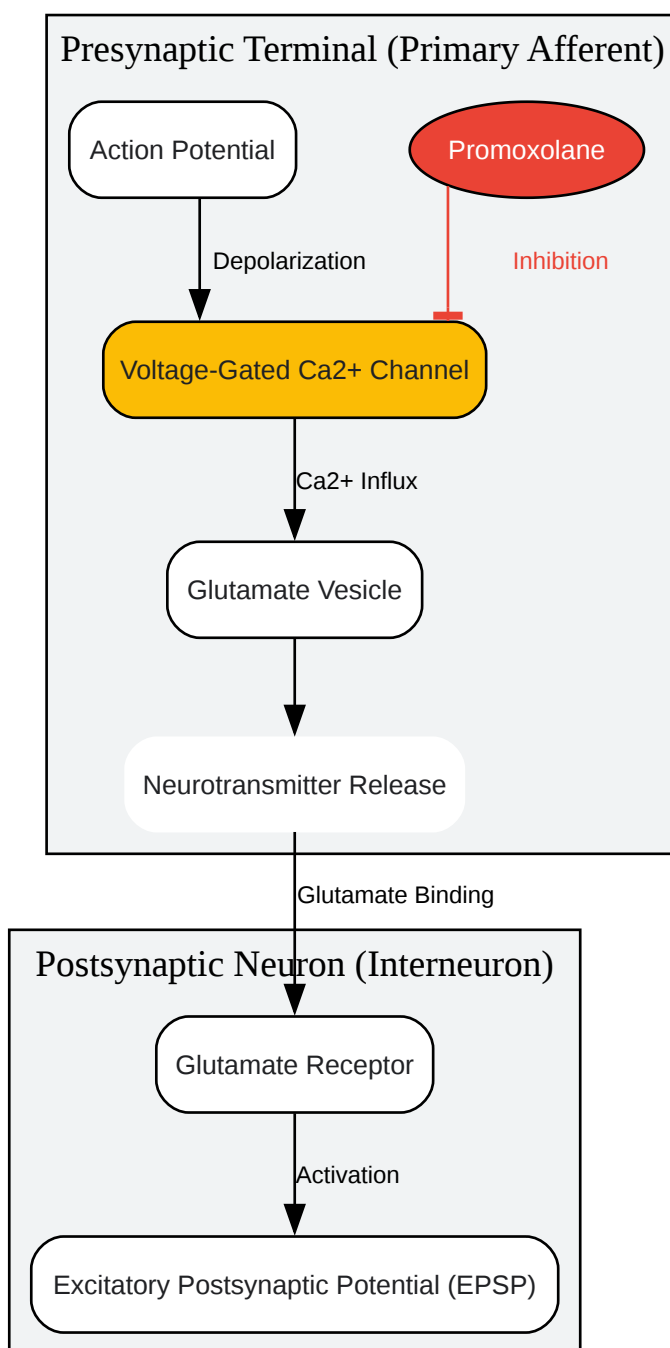 Presynaptic Terminal (Primary Afferent)
Action Potential
Promoxolane
Depolarization
Inhibition
Voltage-Gated Ca2+ Channel
Ca2+ Influx
Glutamate Vesicle
Neurotransmitter Release
Glutamate Binding
Postsynaptic Neuron (Interneuron)
Glutamate Receptor
Activation
Excitatory Postsynaptic Potential (EPSP)